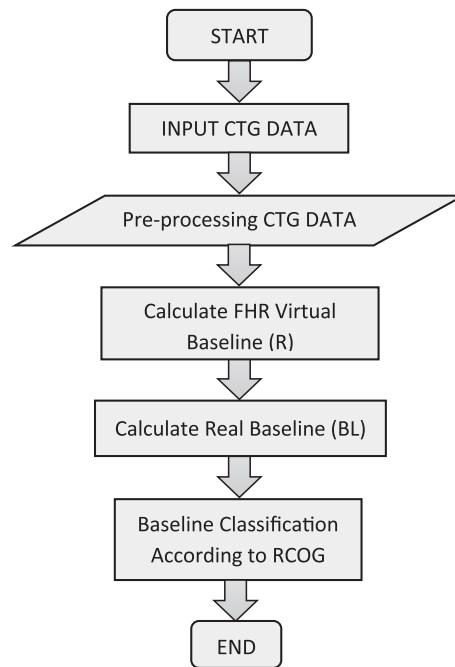 START
INPUT CTG DATA
Pre-processing CTG DATA
Calculate FHR Virtual
Baseline (R)
Calculate Real Baseline (BL)
Baseline Classification
According to RCOG
END